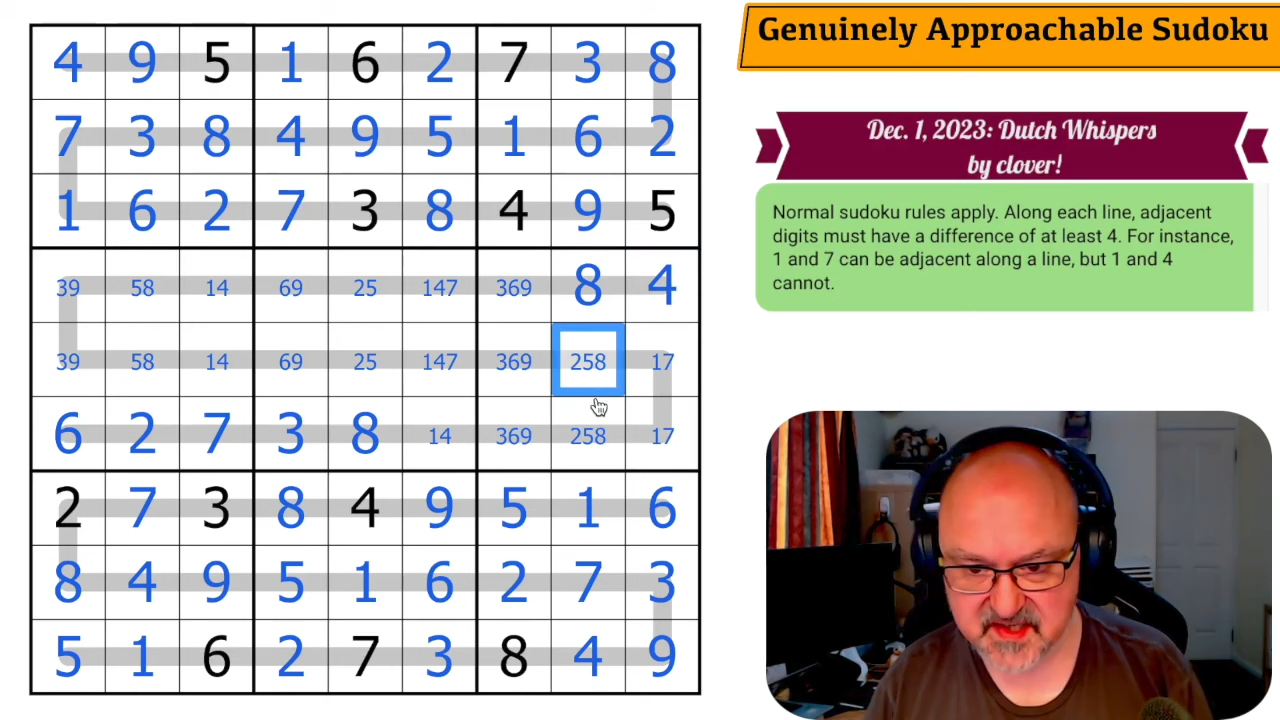 Genuinely Approachable Sudoku
Dec. 1, 2023: Dutch Whispers
by clover!
Normal sudoku rules apply. Along each line, adjacent
digits must have a difference of at least 4. For instance,
1 and 7 can be adjacent along a line, but 1 and 4
cannot.
4 9 5 1 6 2 7 3 8
7 3 8 4 9 5 1 6 2
1 6 2 7 3 8 4 9 5
39 58 14 69 25 147 369 8 4
39 58 14 69 25 147 369 258 17
6 2 7 3 8 14 369 258 17
2 7 3 8 4 9 5 1 6
8 4 9 5 1 6 2 7 3
5 1 6 2 7 3 8 4 9